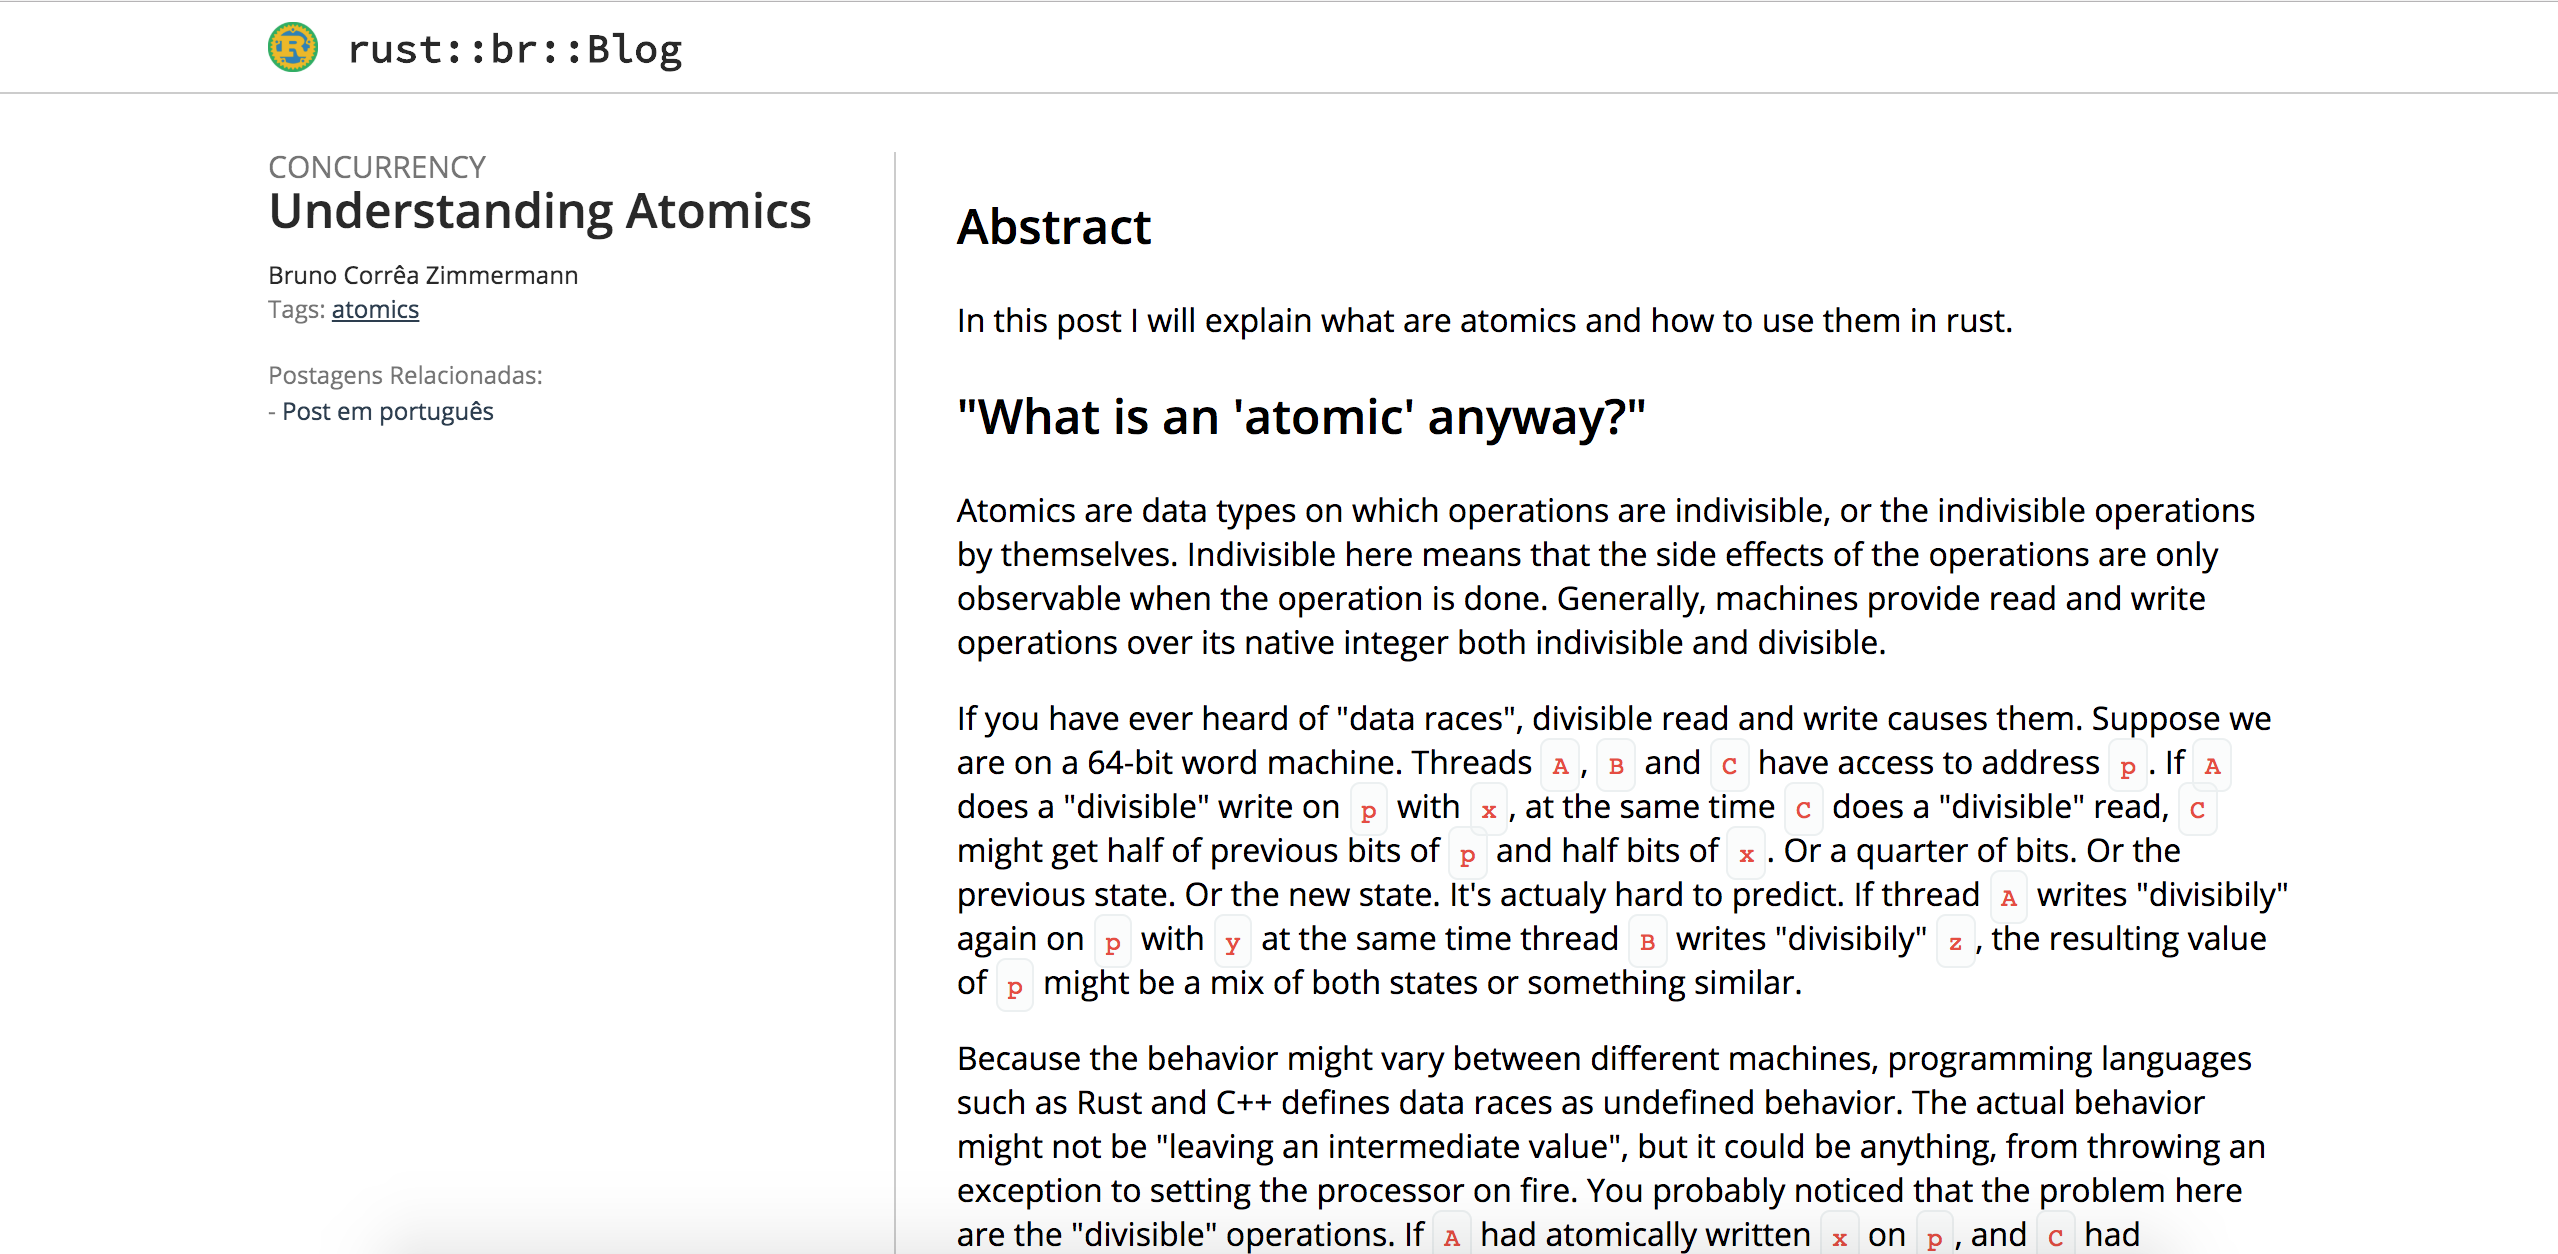 rust::br::Blog
CONCURRENCY
Understanding Atomics
Bruno Corrêa Zimmermann
Tags: atomics
Postagens Relacionadas:
- Post em português
Abstract
In this post I will explain what are atomics and how to use them in rust.
"What is an 'atomic' anyway?"
Atomics are data types on which operations are indivisible, or the indivisible operations
by themselves. Indivisible here means that the side effects of the operations are only
observable when the operation is done. Generally, machines provide read and write
operations over its native integer both indivisible and divisible.
If you have ever heard of "data races", divisible read and write causes them. Suppose we
are on a 64-bit word machine. Threads A, B and C have access to address p. If A
does a "divisible" write on p with x, at the same time C does a "divisible" read, C
might get half of previous bits of p and half bits of x. Or a quarter of bits. Or the
previous state. Or the new state. It's actualy hard to predict. If thread A writes "divisibily"
again on p with y at the same time thread B writes "divisibily" z, the resulting value
of p might be a mix of both states or something similar.
Because the behavior might vary between different machines, programming languages
such as Rust and C++ defines data races as undefined behavior. The actual behavior
might not be "leaving an intermediate value", but it could be anything, from throwing an
exception to setting the processor on fire. You probably noticed that the problem here
are the "divisible" operations. If A had atomically written x on p, and C had